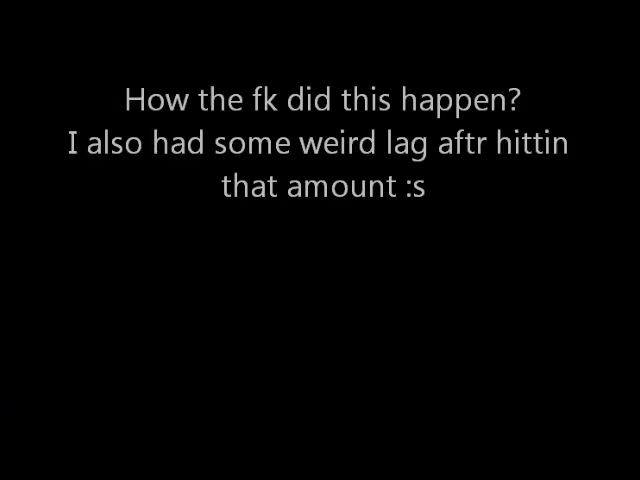 How the fk did this happen?
I also had some weird lag aftr hittin
that amount :s